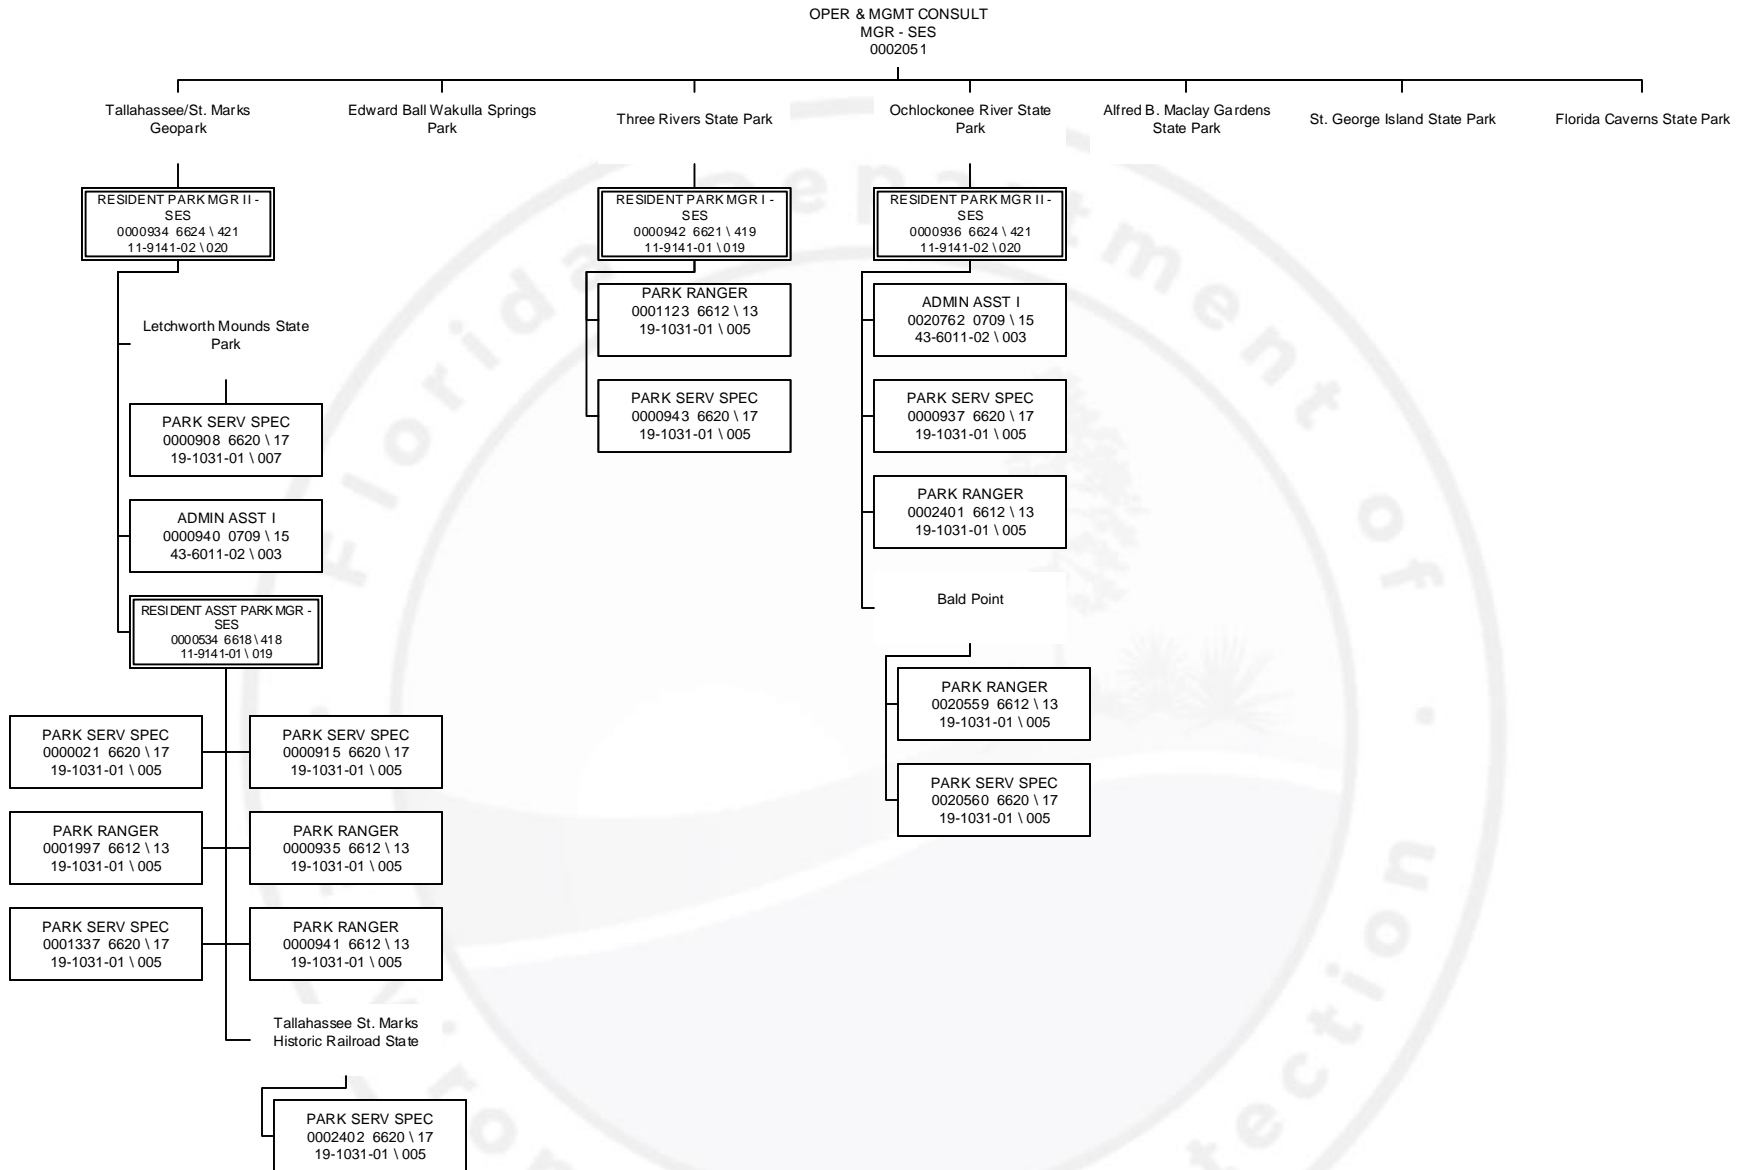 OPER & MGMT CONSULT
MGR - SES
0002051
Tallahassee/St. Marks
Geopark
Edward Ball Wakulla Springs
Park
Three Rivers State Park
Ochlockonee River State
Park
Alfred B. Maclay Gardens
State Park
St. George Island State Park
Florida Caverns State Park
RESIDENT PARK MGR II -
SES
0000934 6624 \ 421
11-9141-02 \ 020
Letchworth Mounds State
Park
PARK SERV SPEC
0000908 6620 \ 17
19-1031-01 \ 007
ADMIN ASST I
0000940 0709 \ 15
43-6011-02 \ 003
RESIDENT ASST PARK MGR -
SES
0000534 6618 \ 418
11-9141-01 \ 019
PARK SERV SPEC
0000021 6620 \ 17
19-1031-01 \ 005
PARK SERV SPEC
0000915 6620 \ 17
19-1031-01 \ 005
PARK RANGER
0001997 6612 \ 13
19-1031-01 \ 005
PARK RANGER
0000935 6612 \ 13
19-1031-01 \ 005
PARK SERV SPEC
0001337 6620 \ 17
19-1031-01 \ 005
PARK RANGER
0000941 6612 \ 13
19-1031-01 \ 005
Tallahassee St. Marks
Historic Railroad State
PARK SERV SPEC
0002402 6620 \ 17
19-1031-01 \ 005
RESIDENT PARK MGR I -
SES
0000942 6621 \ 419
11-9141-01 \ 019
PARK RANGER
0001123 6612 \ 13
19-1031-01 \ 005
PARK SERV SPEC
0000943 6620 \ 17
19-1031-01 \ 005
RESIDENT PARK MGR II -
SES
0000936 6624 \ 421
11-9141-02 \ 020
ADMIN ASST I
0020762 0709 \ 15
43-6011-02 \ 003
PARK SERV SPEC
0000937 6620 \ 17
19-1031-01 \ 005
PARK RANGER
0002401 6612 \ 13
19-1031-01 \ 005
Bald Point
PARK RANGER
0020559 6612 \ 13
19-1031-01 \ 005
PARK SERV SPEC
0020560 6620 \ 17
19-1031-01 \ 005
Florida
of